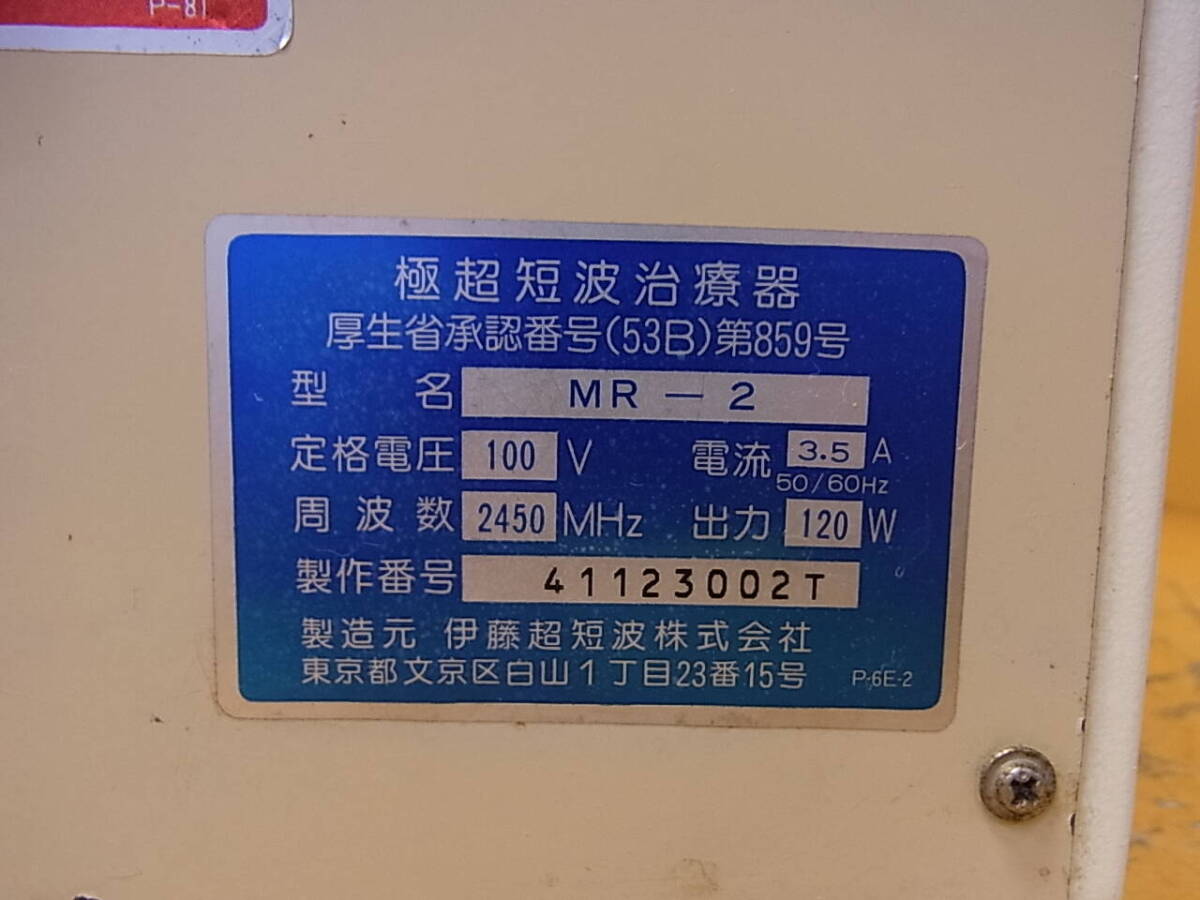 P-81
極超短波治療器
厚生省承認番号(53B)第859号
型 名 MR － 2
定格電圧 100 V 電流 3.5 A
50/60Hz
周波数 2450 MHz 出力 120 W
製作番号 41123002T
製造元 伊藤超短波株式会社
東京都文京区白山1丁目23番15号 P-6E-2